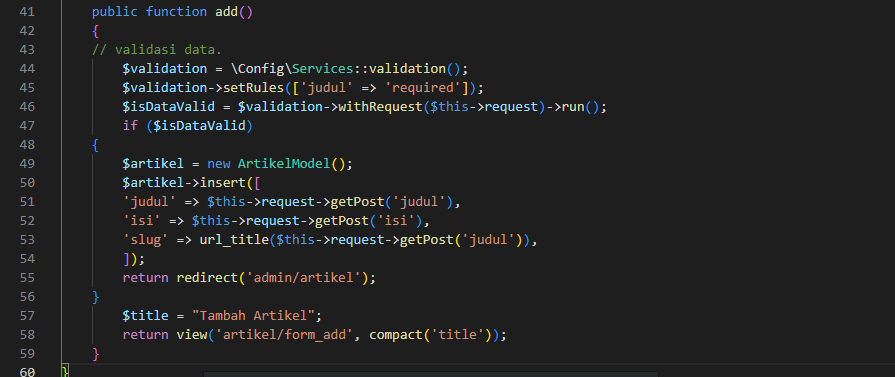 41 public function add()
42 {
43 // validasi data.
44 $validation = \Config\Services::validation();
45 $validation->setRules(['judul' => 'required']);
46 $isDataValid = $validation->withRequest($this->request)->run();
47 if ($isDataValid)
48 {
49 $artikel = new ArtikelModel();
50 $artikel->insert([
51 'judul' => $this->request->getPost('judul'),
52 'isi' => $this->request->getPost('isi'),
53 'slug' => url_title($this->request->getPost('judul')),
54 ]);
55 return redirect('admin/artikel');
56 }
57 $title = "Tambah Artikel";
58 return view('artikel/form_add', compact('title'));
59 }
60 }